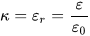 κ = ε_r = ε / ε_0